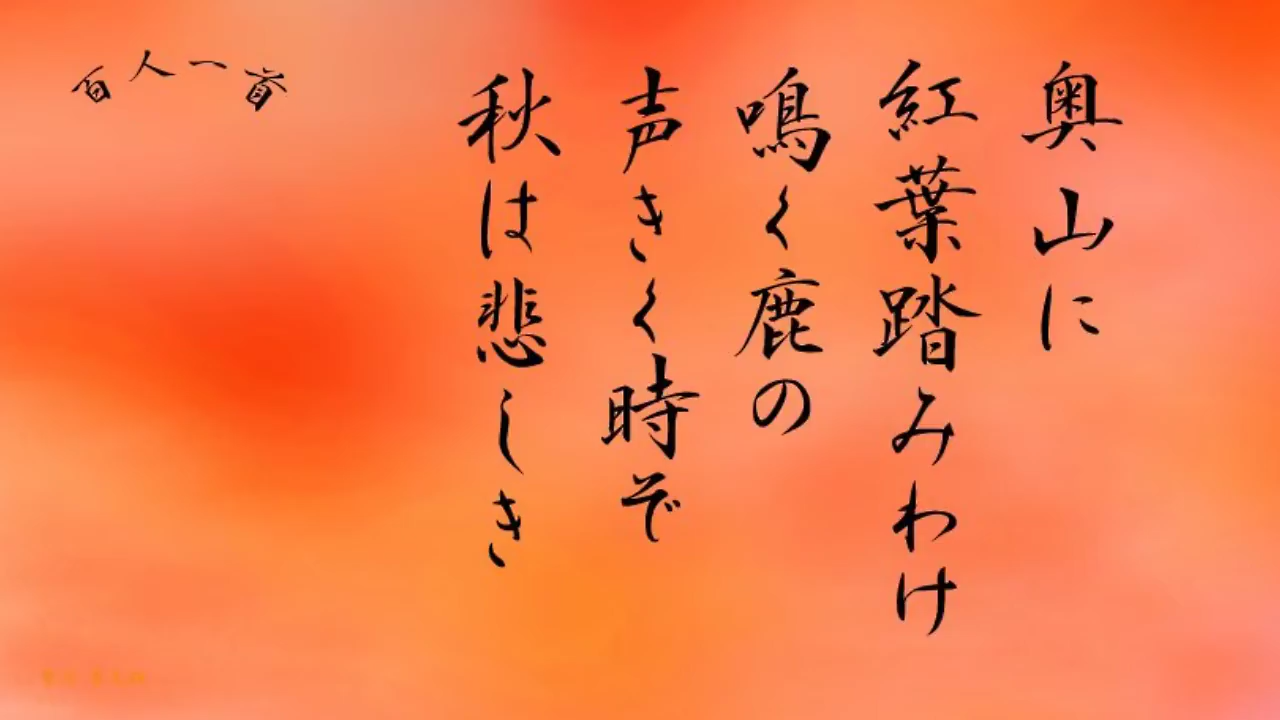 百人一首
奥山に
紅葉踏みわけ
鳴く鹿の
声きく時ぞ
秋は悲しき